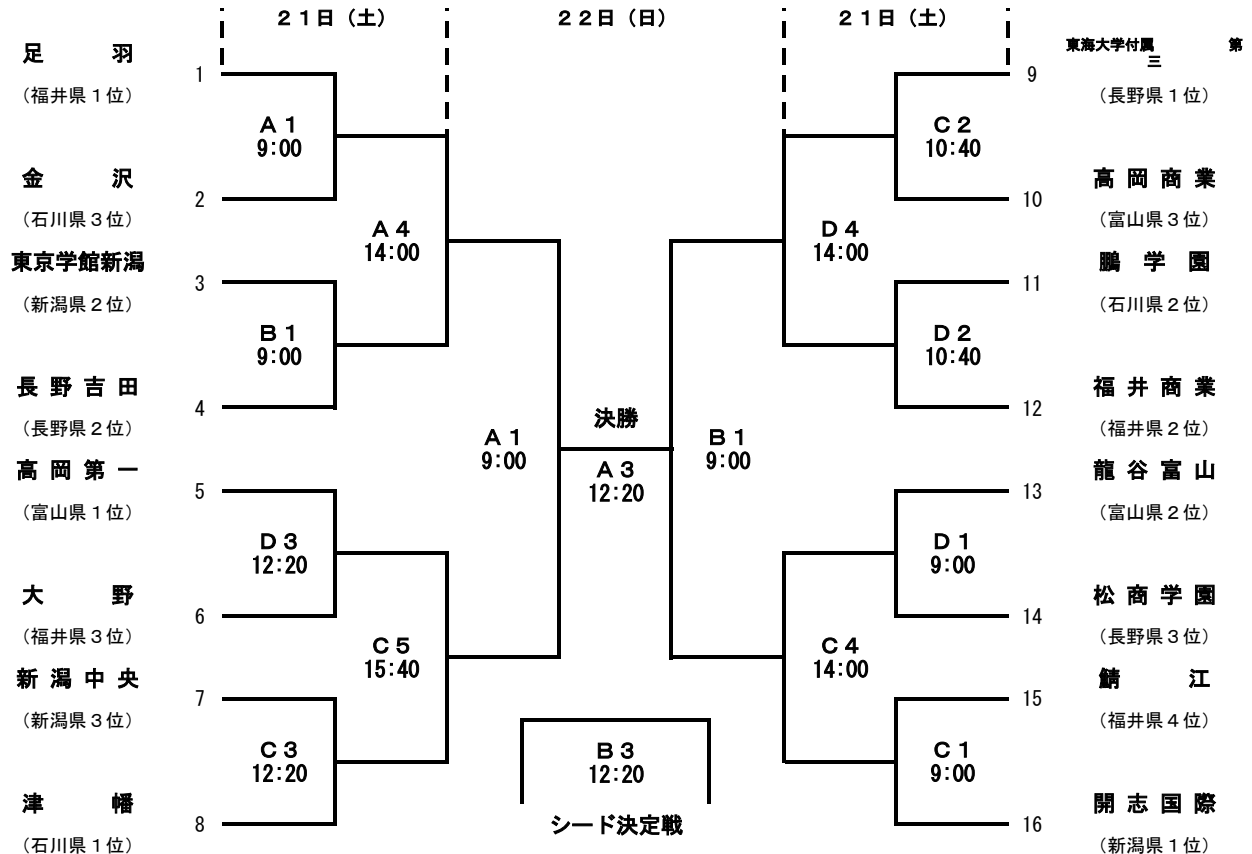 ２１日（土）
２２日（日）
２１日（土）
足羽
1
（福井県１位）
A1
9:00
金沢
2
（石川県３位）
A4
14:00
東京学館新潟
3
（新潟県２位）
B1
9:00
長野吉田
4
（長野県２位）
A1
9:00
高岡第一
5
（富山県１位）
D3
12:20
大野
6
（福井県３位）
C5
15:40
新潟中央
7
（新潟県３位）
C3
12:20
津幡
8
（石川県１位）
決勝
A3
12:20
B3
12:20
シード決定戦
東海大学付属 第
三
9
（長野県１位）
C2
10:40
高岡商業
10
（富山県３位）
D4
14:00
鵬学園
11
（石川県２位）
D2
10:40
福井商業
12
（福井県２位）
B1
9:00
龍谷富山
13
（富山県２位）
D1
9:00
松商学園
14
（長野県３位）
C4
14:00
鯖江
15
（福井県４位）
C1
9:00
開志国際
16
（新潟県１位）